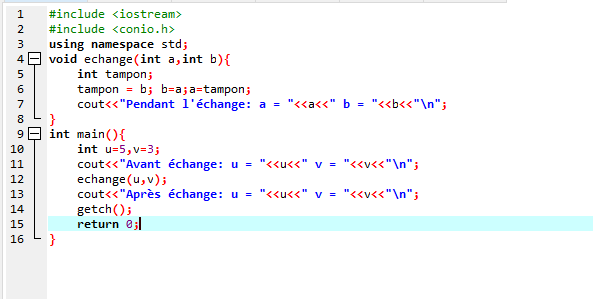 1 #include <iostream>
2 #include <conio.h>
3 using namespace std;
4 void echange(int a,int b){
5 int tampon;
6 tampon = b; b=a;a=tampon;
7 cout<<"Pendant l'échange: a = "<<a<<" b = "<<b<<"\n";
8 }
9 int main(){
10 int u=5,v=3;
11 cout<<"Avant échange: u = "<<u<<" v = "<<v<<"\n";
12 echange(u,v);
13 cout<<"Après échange: u = "<<u<<" v = "<<v<<"\n";
14 getch();
15 return 0;
16 }